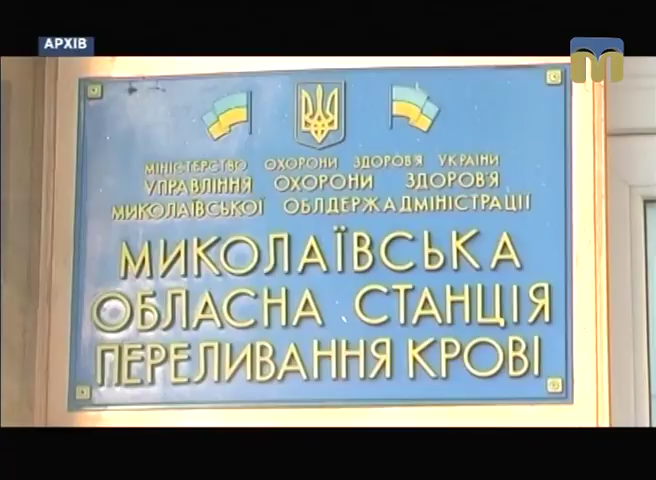 АРХІВ
МІНІСТЕРСТВО ОХОРОНИ ЗДОРОВ'Я УКРАЇНИ
УПРАВЛІННЯ ОХОРОНИ ЗДОРОВ'Я
МИКОЛАЇВСЬКОЇ ОБЛДЕРЖАДМІНІСТРАЦІЇ
МИКОЛАЇВСЬКА
ОБЛАСНА СТАНЦІЯ
ПЕРЕЛИВАННЯ КРОВІ